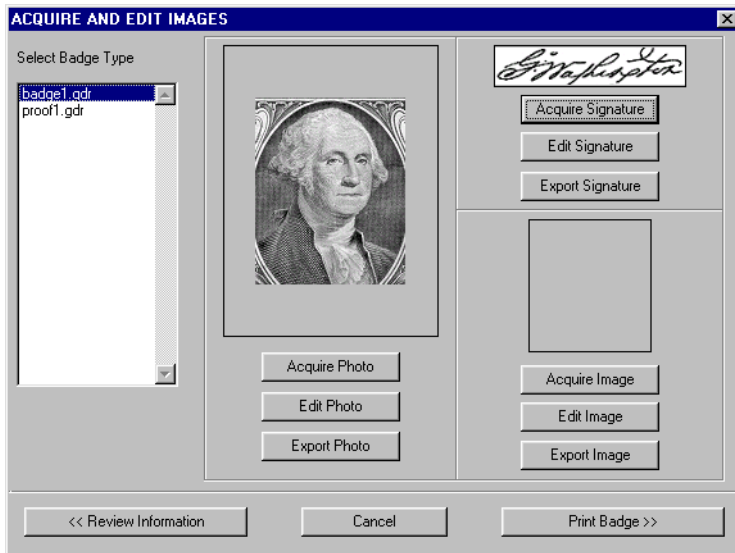 ACQUIRE AND EDIT IMAGES
Select Badge Type
badge1.gdr
proof1.gdr
Acquire Photo
Edit Photo
Export Photo
G. Washington
Acquire Signature
Edit Signature
Export Signature
Acquire Image
Edit Image
Export Image
<< Review Information
Cancel
Print Badge >>